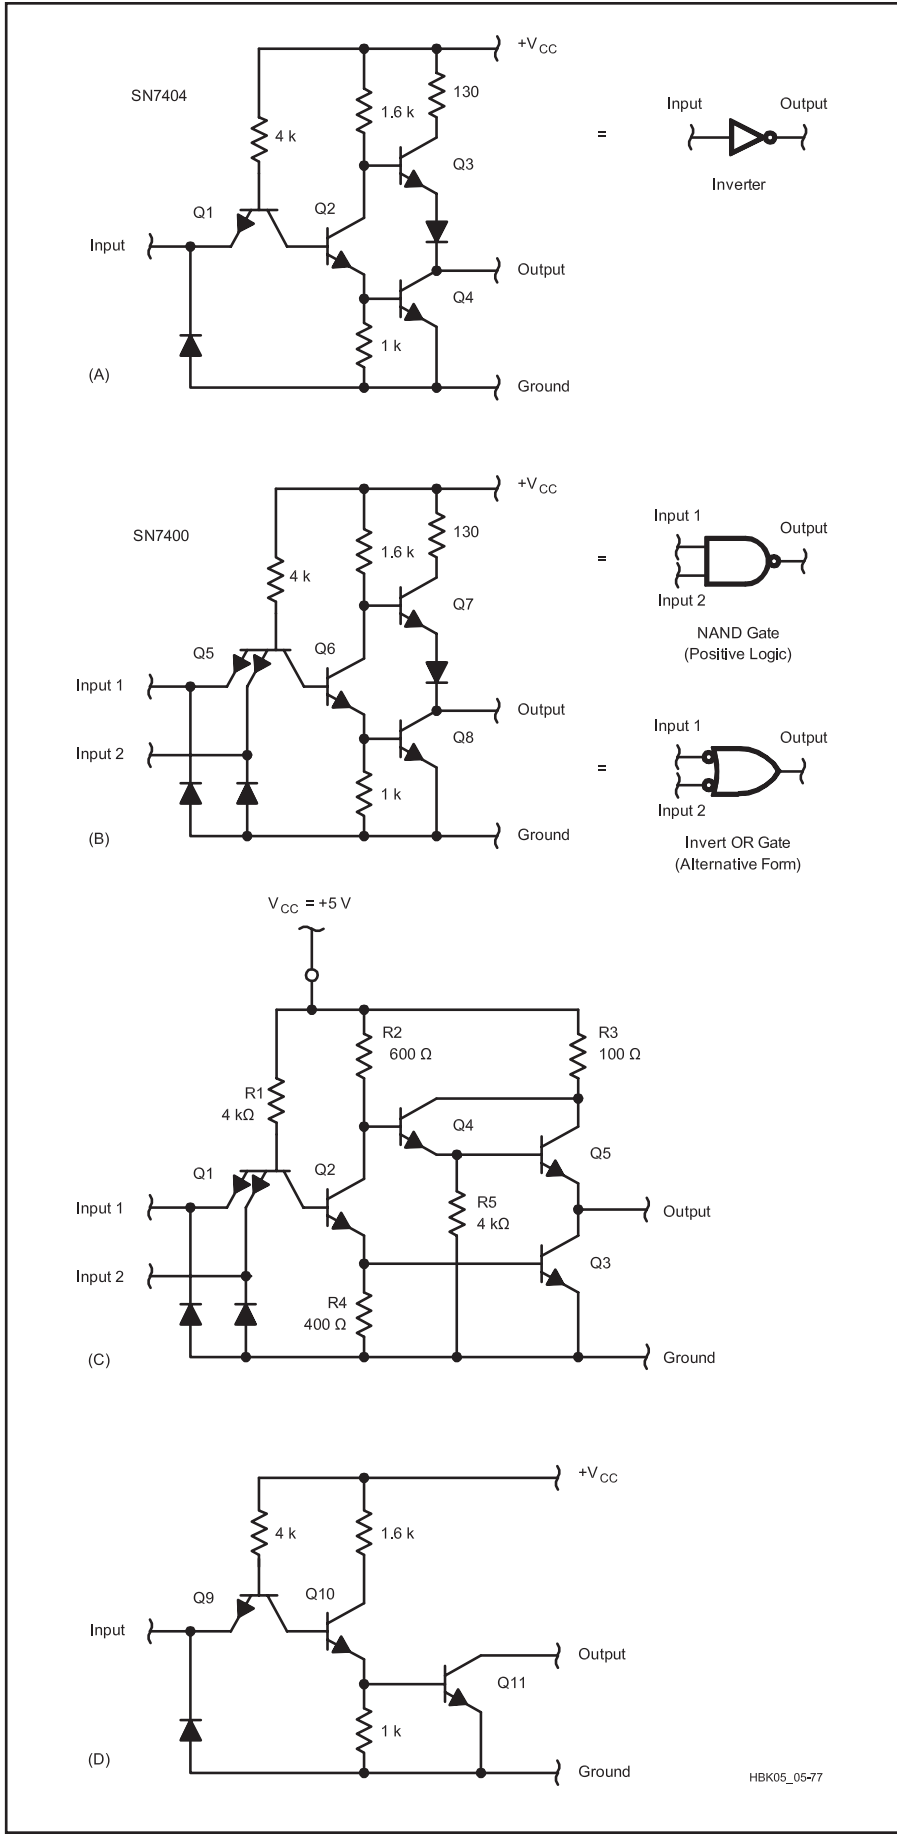 +VCC
SN7404
130
1.6 k
4 k
=
Input Output
Inverter
Q3
Q1
Q2
Input
Output
Q4
1 k
(A)
Ground
+VCC
SN7400
130
1.6 k
4 k
=
Input 1
Output
Input 2
NAND Gate
(Positive Logic)
Q7
Q5
Q6
Input 1
Output
Q8
Input 2
1 k
(B)
Ground
=
Input 1
Output
Input 2
Invert OR Gate
(Alternative Form)
VCC = +5 V
R2
600 Ω
R3
100 Ω
R1
4 kΩ
Q4
Q5
Q1
Q2
Input 1
R5
4 kΩ
Output
Input 2
Q3
R4
400 Ω
(C)
Ground
+VCC
4 k
1.6 k
Q9
Q10
Input
Output
Q11
1 k
(D)
Ground
HBK05_05-77